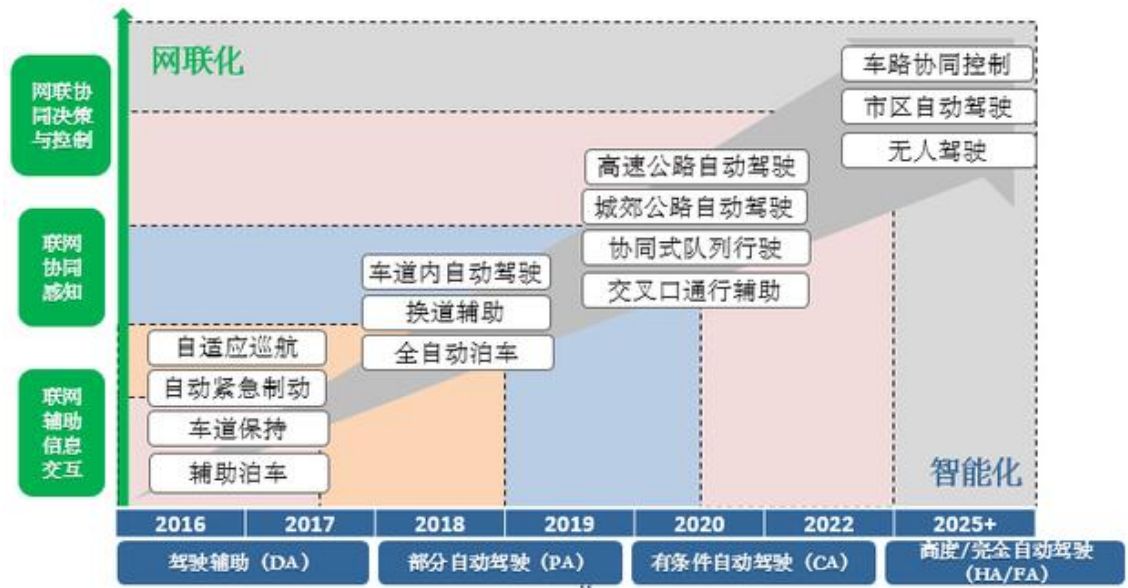 网联化
网联协
同决策
与控制
联网
协同
感知
联网
辅助
信息
交互
车路协同控制
市区自动驾驶
无人驾驶
高速公路自动驾驶
城郊公路自动驾驶
协同式队列行驶
交叉口通行辅助
车道内自动驾驶
换道辅助
全自动泊车
自适应巡航
自动紧急制动
车道保持
辅助泊车
智能化
2016 2017 2018 2019 2020 2022 2025+
驾驶辅助（DA） 部分自动驾驶（PA） 有条件自动驾驶（CA） 高度/完全自动驾驶
(HA/FA)